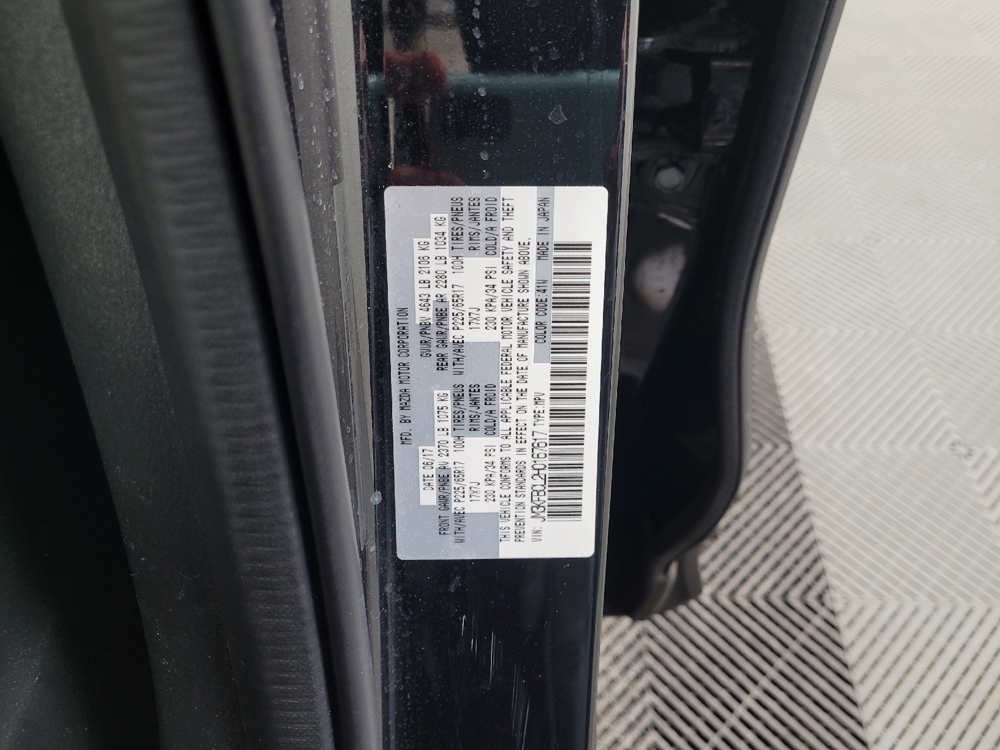 MFD. BY MAZDA MOTOR CORPORATION
DATE 06/17 GVWR/PNBV 4643 LB 2106 KG
FRONT GAWR/PNBE AV 2370 LB 1075 KG REAR GAWR/PNBE AR 2280 LB 1034 KG
WITH/AVEC P225/65R17 100H TIRES/PNEUS WITH/AVEC P225/65R17 100H TIRES/PNEUS
17X7J RIMS/JANTES 17X7J RIMS/JANTES
230 KPA/34 PSI COLD/A FROID 230 KPA/34 PSI COLD/A FROID
THIS VEHICLE CONFORMS TO ALL APPLICABLE FEDERAL MOTOR VEHICLE SAFETY AND THEFT
PREVENTION STANDARDS IN EFFECT ON THE DATE OF MANUFACTURE SHOWN ABOVE.
VIN: JM3KFBCL2H0167617 TYPE:MPV COLOR CODE:41W MADE IN JAPAN